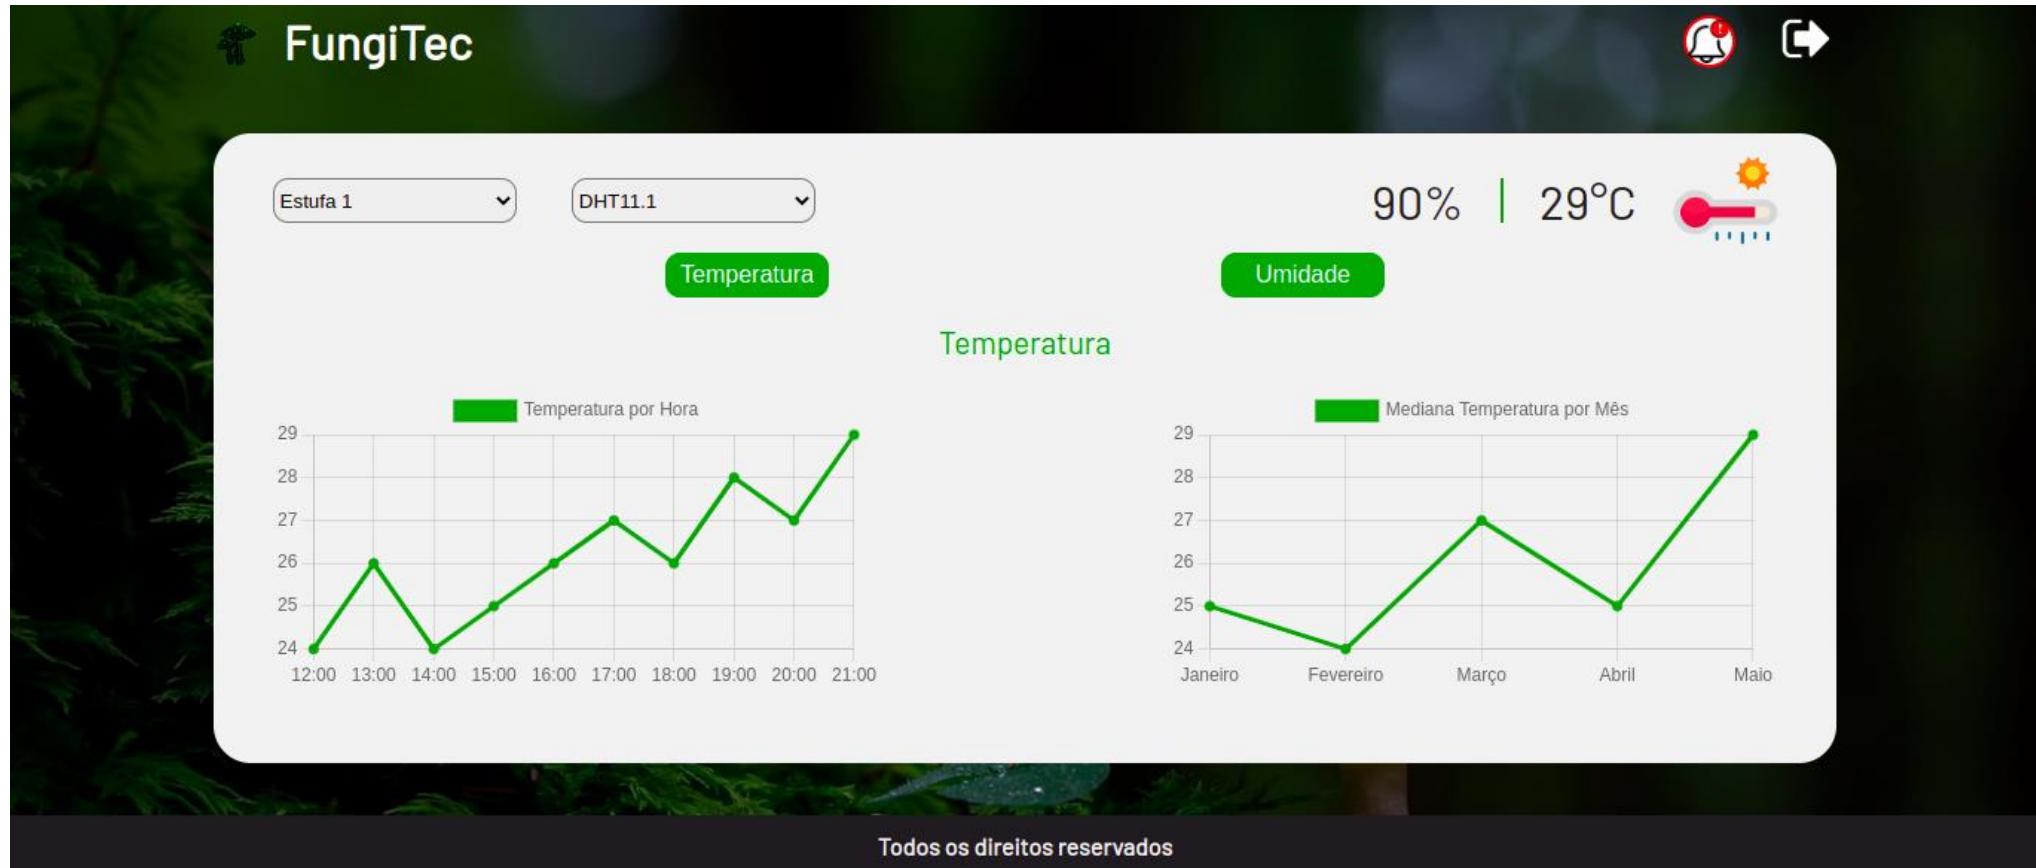 FungiTec
Estufa 1
DHT11.1
90% | 29°C
Temperatura
Umidade
Temperatura
Temperatura por Hora
29
28
27
26
25
24
12:00 13:00 14:00 15:00 16:00 17:00 18:00 19:00 20:00 21:00
Mediana Temperatura por Mês
29
28
27
26
25
24
Janeiro Fevereiro Março Abril Maio
Todos os direitos reservados